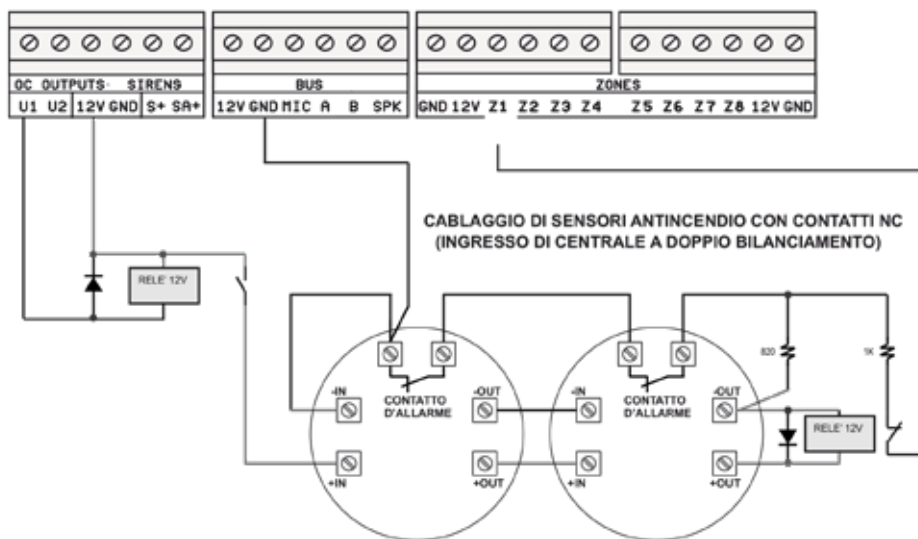 OC OUTPUTS· SIRENS
U1 U2 12V GND S+ SA+
BUS
12V GND MIC A B SPK
ZONES
GND 12V Z1 Z2 Z3 Z4 Z5 Z6 Z7 Z8 12V GND
CABLAGGIO DI SENSORI ANTINCENDIO CON CONTATTI NC
(INGRESSO DI CENTRALE A DOPPIO BILANCIAMENTO)
RELE' 12V
820
1K
-IN
CONTATTO
D'ALLARME
-OUT
+IN
+OUT
-IN
CONTATTO
D'ALLARME
-OUT
+IN
+OUT
RELE' 12V